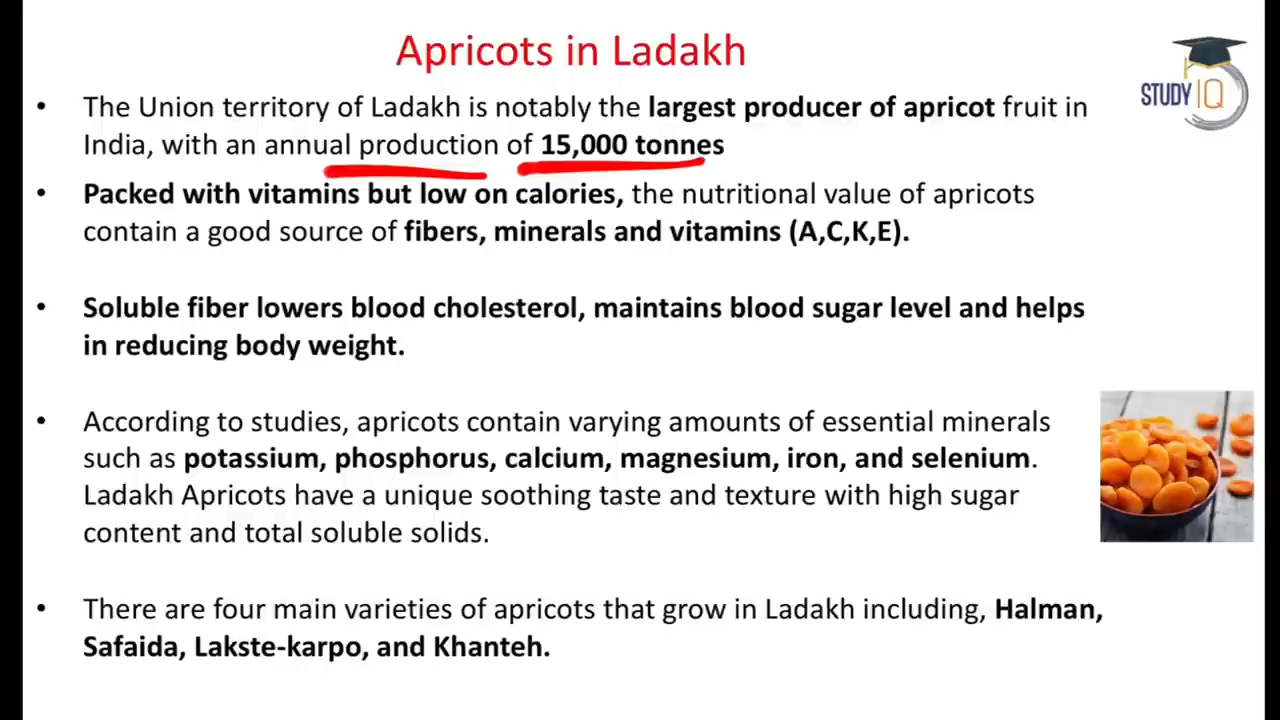 Apricots in Ladakh
STUDY IQ
• The Union territory of Ladakh is notably the largest producer of apricot fruit in
India, with an annual production of 15,000 tonnes
• Packed with vitamins but low on calories, the nutritional value of apricots
contain a good source of fibers, minerals and vitamins (A,C,K,E).
• Soluble fiber lowers blood cholesterol, maintains blood sugar level and helps
in reducing body weight.
• According to studies, apricots contain varying amounts of essential minerals
such as potassium, phosphorus, calcium, magnesium, iron, and selenium.
Ladakh Apricots have a unique soothing taste and texture with high sugar
content and total soluble solids.
• There are four main varieties of apricots that grow in Ladakh including, Halman,
Safaida, Lakste-karpo, and Khanteh.